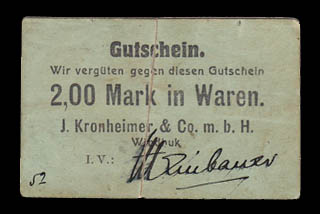 Gutschein.
Wir vergüten gegen diesen Gutschein
2,00 Mark in Waren.
J. Kronheimer & Co. m. b. H.
Windhuk
I. V.:
52